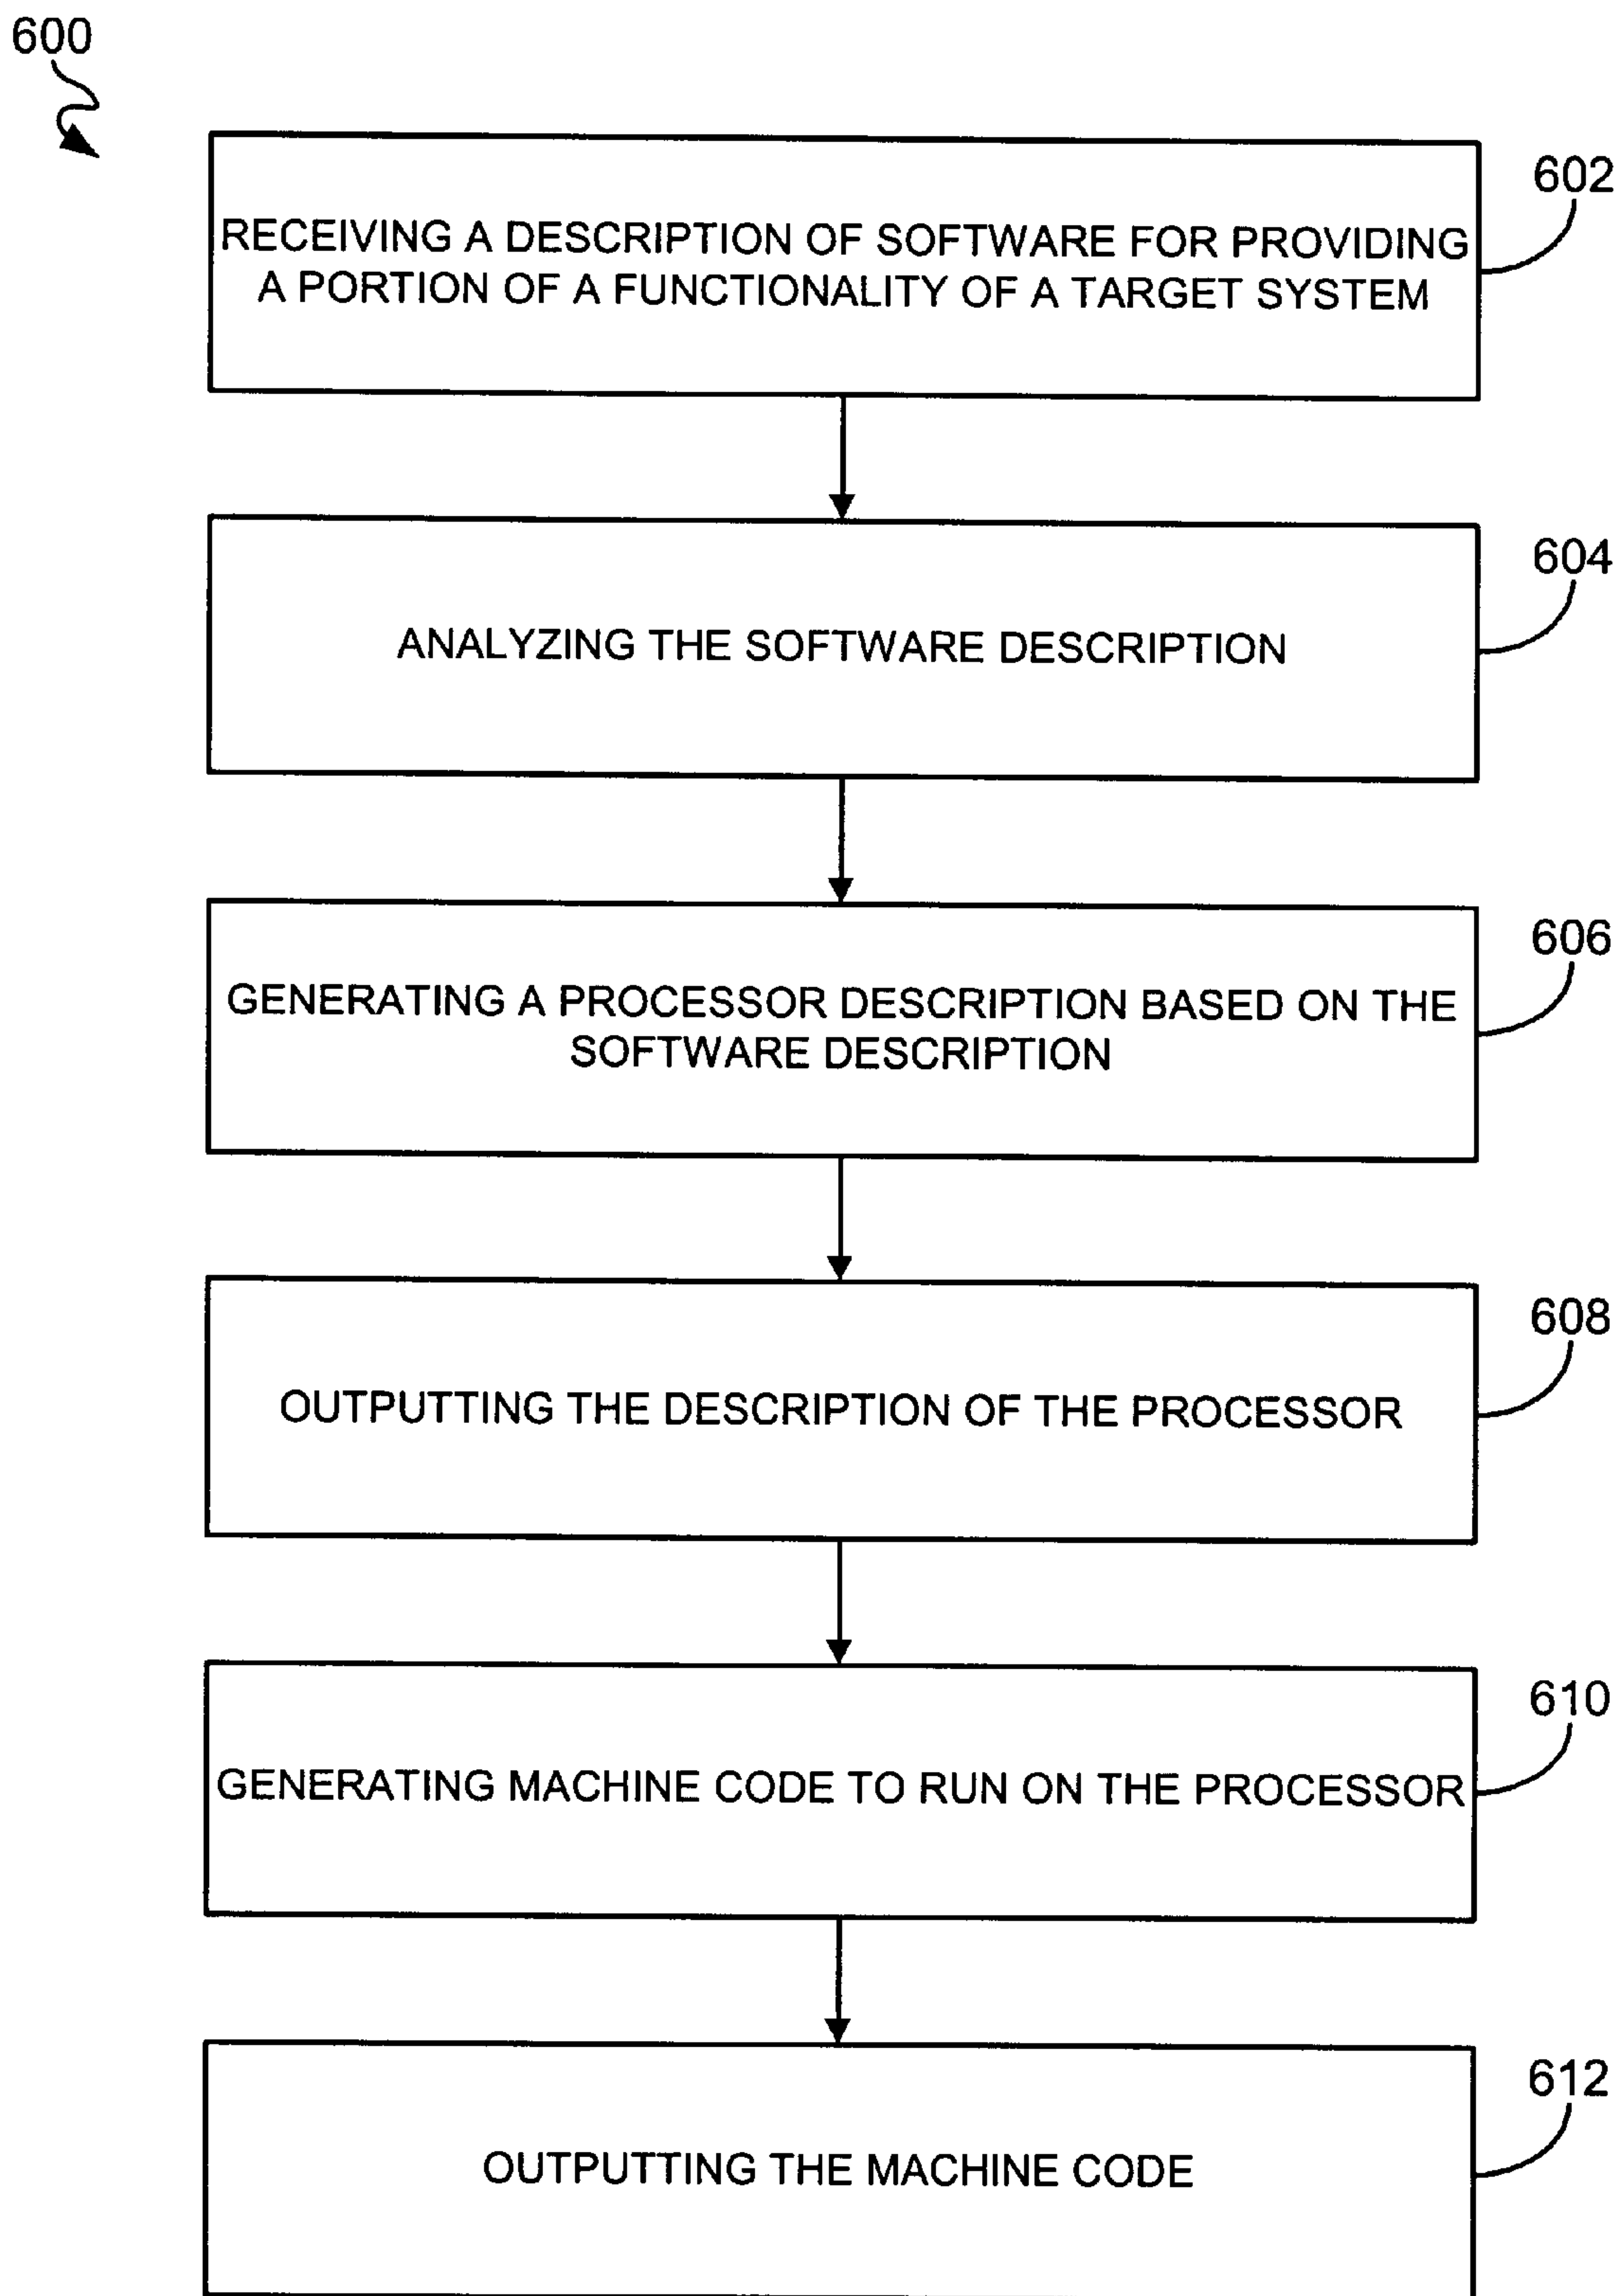 600
602
RECEIVING A DESCRIPTION OF SOFTWARE FOR PROVIDING
A PORTION OF A FUNCTIONALITY OF A TARGET SYSTEM
604
ANALYZING THE SOFTWARE DESCRIPTION
606
GENERATING A PROCESSOR DESCRIPTION BASED ON THE
SOFTWARE DESCRIPTION
608
OUTPUTTING THE DESCRIPTION OF THE PROCESSOR
610
GENERATING MACHINE CODE TO RUN ON THE PROCESSOR
612
OUTPUTTING THE MACHINE CODE